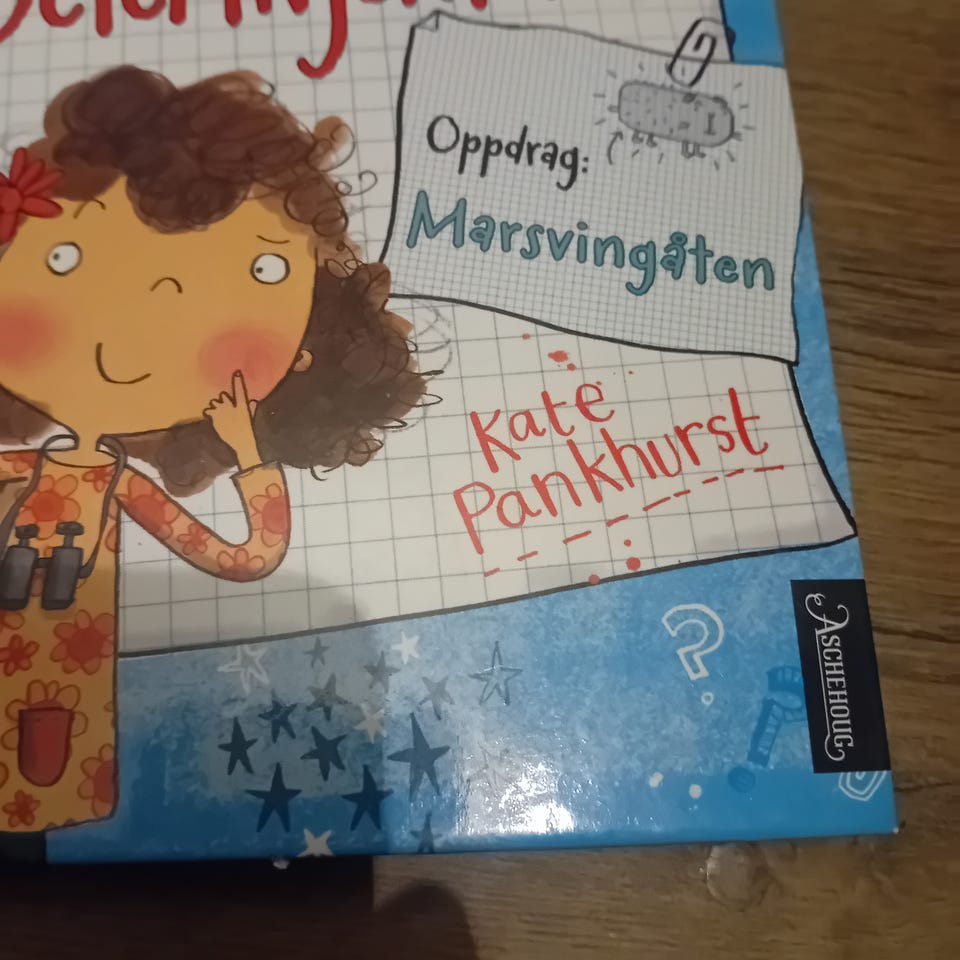 Oppdrag:
Marsvingåten
Kate
Pankhurst
ASCHEHOUG